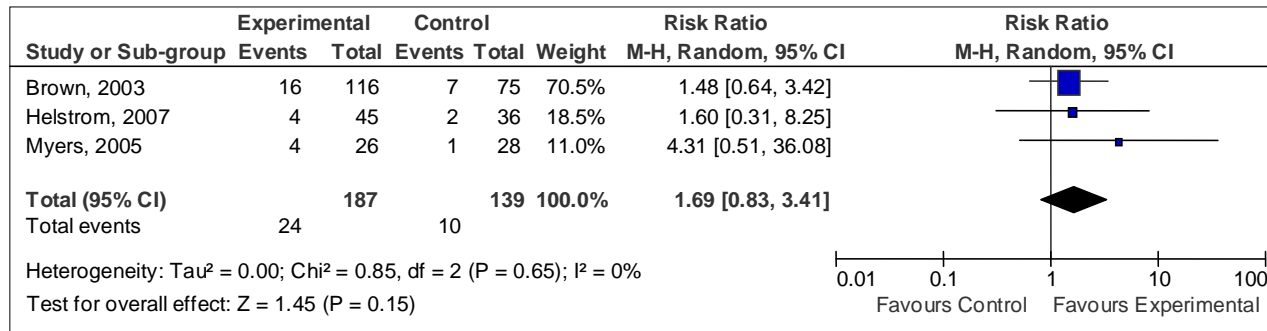 Experimental Control Risk Ratio Risk Ratio
Study or Sub-group Events Total Events Total Weight M-H, Random, 95% CI M-H, Random, 95% CI
Brown, 2003 16 116 7 75 70.5% 1.48 [0.64, 3.42]
Helstrom, 2007 4 45 2 36 18.5% 1.60 [0.31, 8.25]
Myers, 2005 4 26 1 28 11.0% 4.31 [0.51, 36.08]
Total (95% CI) 187 139 100.0% 1.69 [0.83, 3.41]
Total events 24 10
Heterogeneity: Tau² = 0.00; Chi² = 0.85, df = 2 (P = 0.65); I² = 0%
Test for overall effect: Z = 1.45 (P = 0.15)
0.01 0.1 1 10 100
Favours Control Favours Experimental